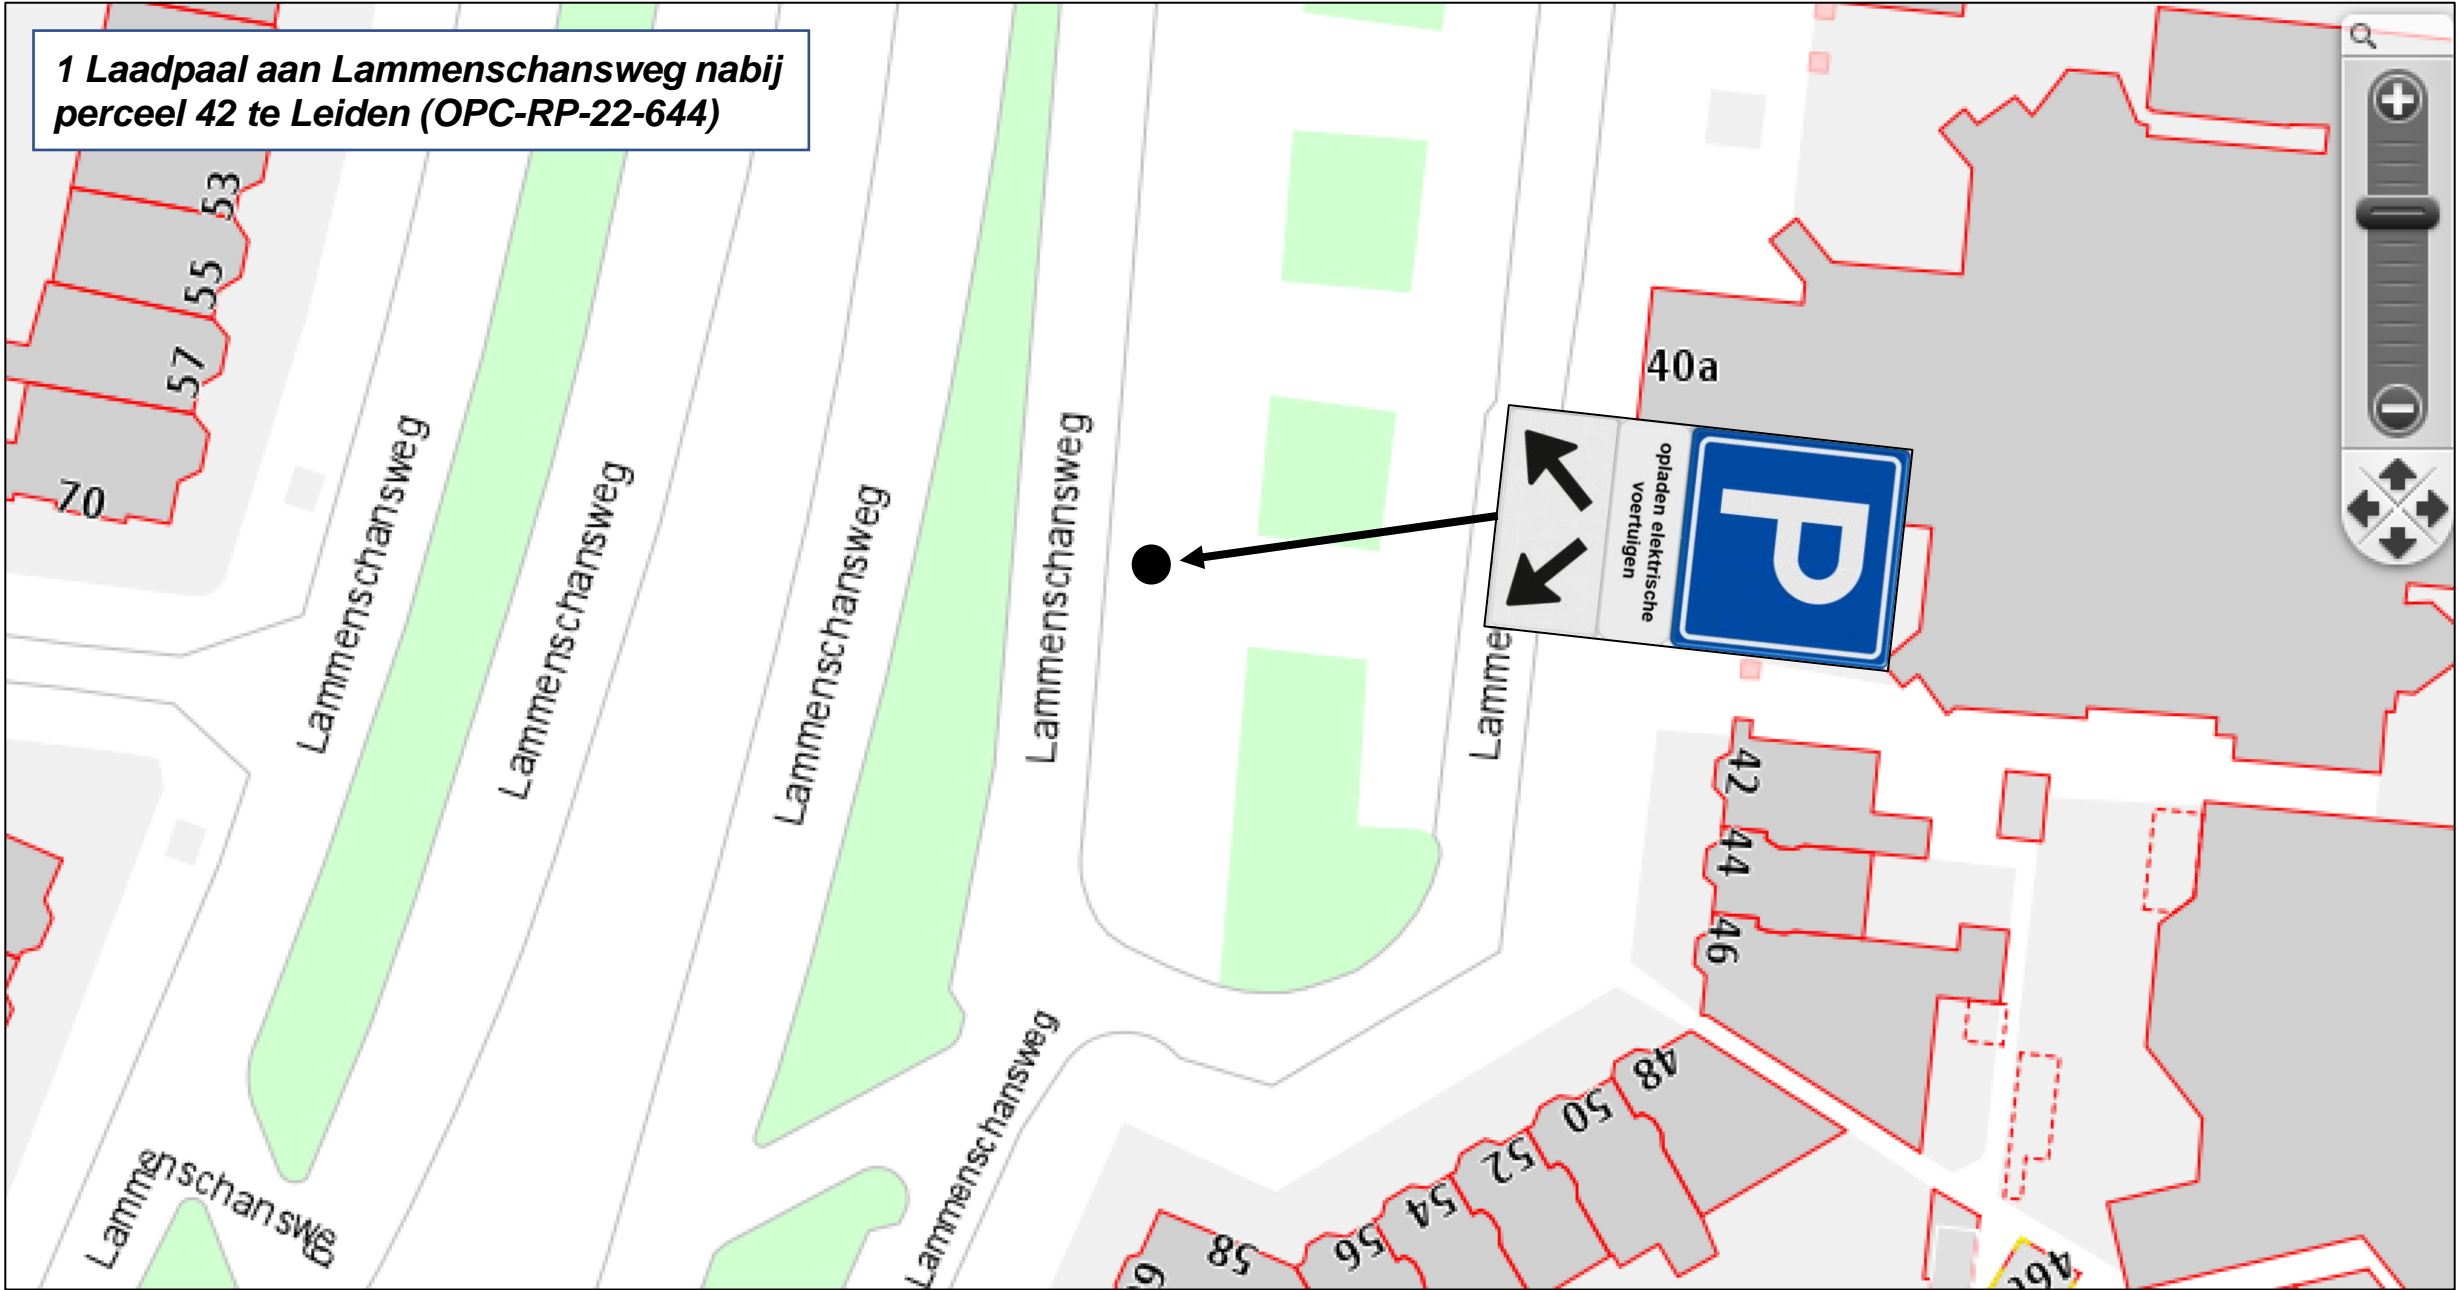 1 Laadpaal aan Lammenschansweg nabij
perceel 42 te Leiden (OPC-RP-22-644)
53
55
57
70
Lammenschansweg
Lammenschansweg
Lammenschansweg
Lammenschansweg
Lamme
40a
P
opladen elektrische
voertuigen
42
44
46
48
50
52
54
56
58
Lammenschansweg
Lammenschansweg